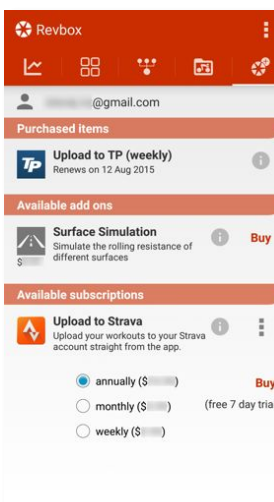 Revbox
@gmail.com
Purchased items
TP
Upload to TP (weekly)
Renews on 12 Aug 2015
Available add ons
Surface Simulation
Simulate the rolling resistance of
different surfaces
$
Buy
Available subscriptions
Upload to Strava
Upload your workouts to your Strava
account straight from the app.
annually ($ )
Buy
monthly ($ )
(free 7 day tria
weekly ($ )